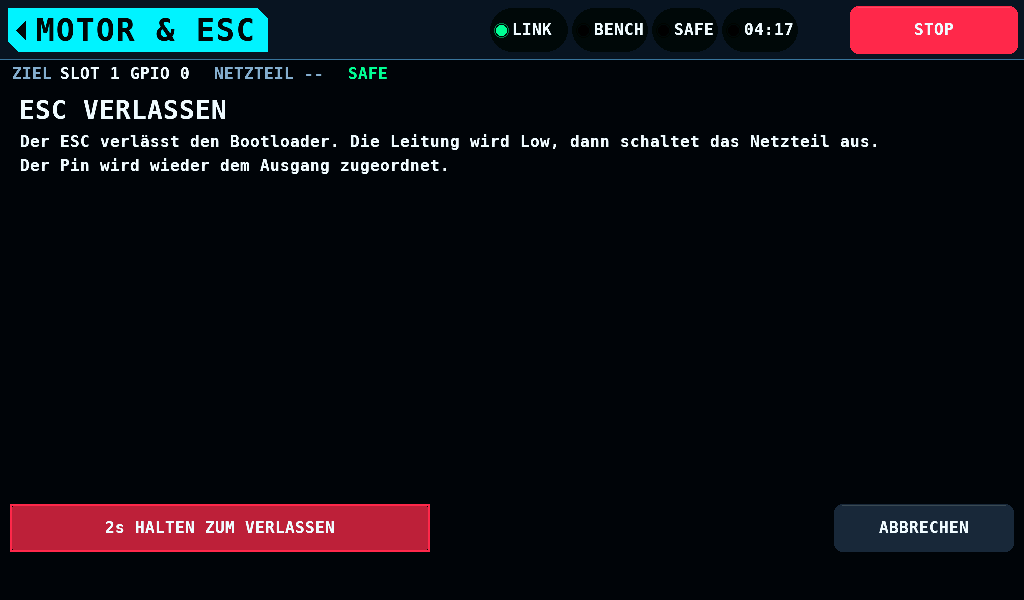 MOTOR & ESC
LINK BENCH SAFE 04:17 STOP
ZIEL SLOT 1 GPIO 0 NETZTEIL -- SAFE
ESC VERLASSEN
Der ESC verlässt den Bootloader. Die Leitung wird Low, dann schaltet das Netzteil aus.
Der Pin wird wieder dem Ausgang zugeordnet.
2s HALTEN ZUM VERLASSEN ABBRECHEN